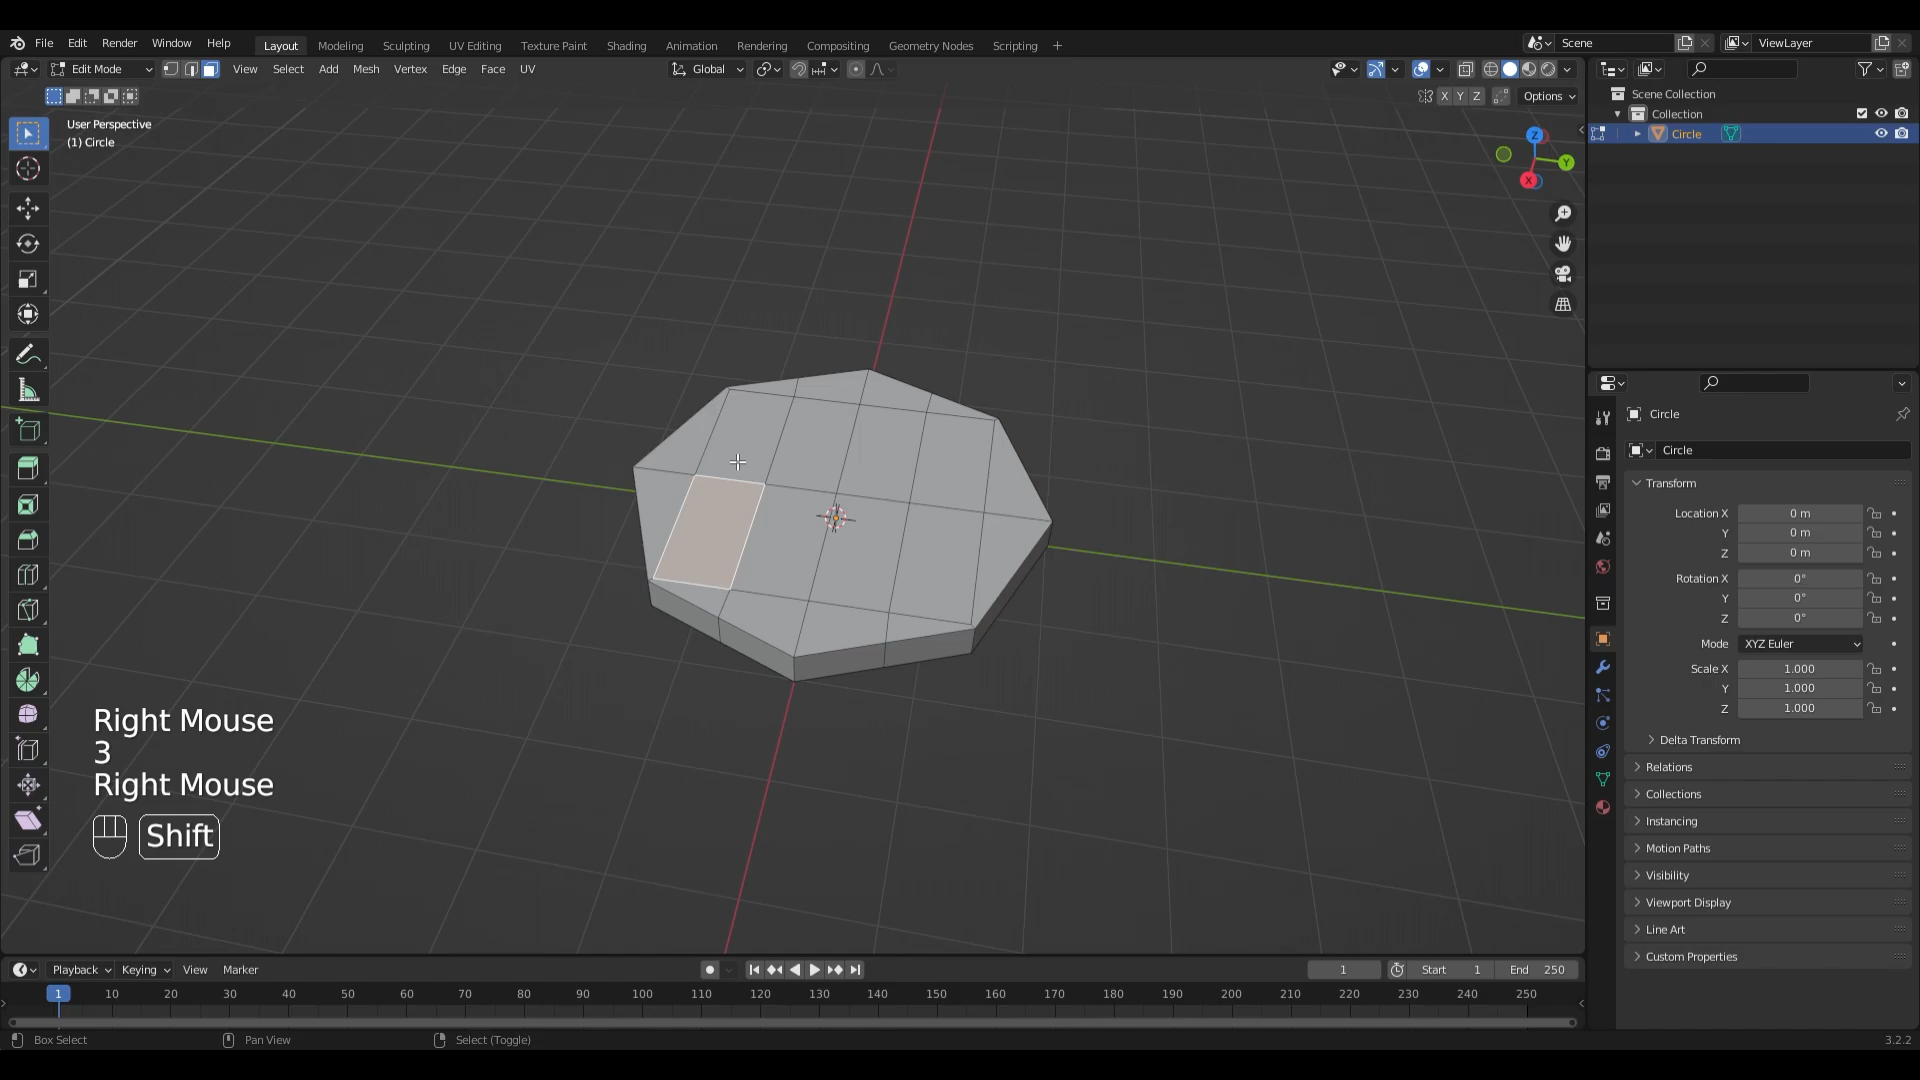 File Edit Render Window Help Layout Modeling Sculpting UV Editing Texture Paint Shading Animation Rendering Compositing Geometry Nodes Scripting + Scene ViewLayer
Edit Mode View Select Add Mesh Vertex Edge Face UV Global
X Y Z Options
User Perspective
(1) Circle
Z
Y
X
Scene Collection
Collection
Circle
Circle
Circle
Transform
Location X 0 m
Y 0 m
Z 0 m
Rotation X 0°
Y 0°
Z 0°
Mode XYZ Euler
Scale X 1.000
Y 1.000
Z 1.000
Delta Transform
Relations
Collections
Instancing
Motion Paths
Visibility
Viewport Display
Line Art
Custom Properties
Right Mouse
3
Right Mouse
Shift
Playback Keying View Marker 1 Start 1 End 250
1 10 20 30 40 50 60 70 80 90 100 110 120 130 140 150 160 170 180 190 200 210 220 230 240 250
Box Select Pan View Select (Toggle) 3.2.2